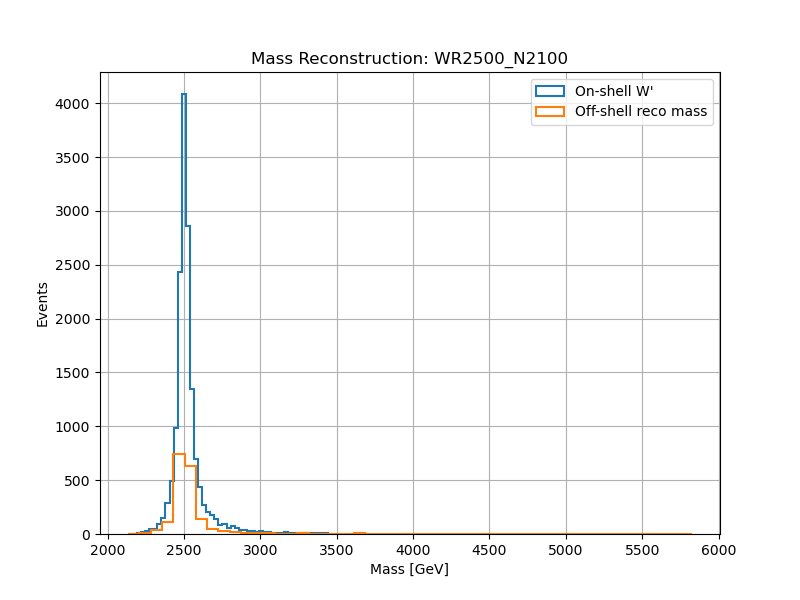 Mass Reconstruction: WR2500_N2100
On-shell W'
Off-shell reco mass
Events
4000
3500
3000
2500
2000
1500
1000
500
0
2000 2500 3000 3500 4000 4500 5000 5500 6000
Mass [GeV]